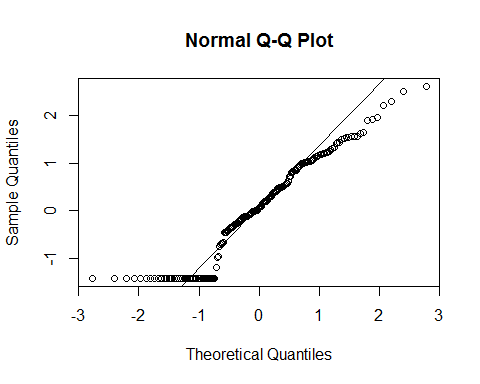 Normal Q-Q Plot
Sample Quantiles
2
1
0
-1
-3 -2 -1 0 1 2 3
Theoretical Quantiles